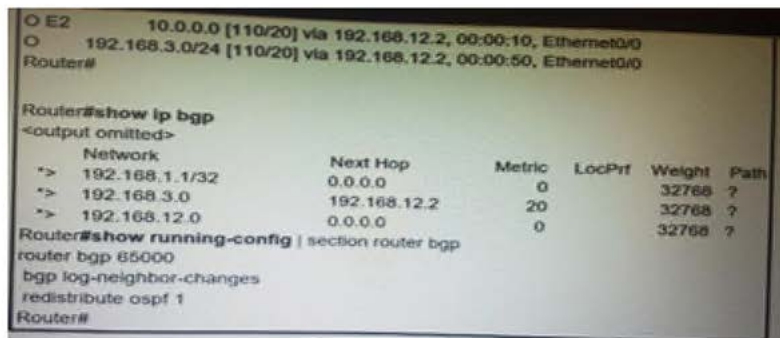 O E2 10.0.0.0 [110/20] via 192.168.12.2, 00:00:10, Ethernet0/0
O 192.168.3.0/24 [110/20] via 192.168.12.2, 00:00:50, Ethernet0/0
Router#
Router#show ip bgp
<output omitted>
Network Next Hop Metric LocPrf Weight Path
*> 192.168.1.1/32 0.0.0.0 0 32768 ?
*> 192.168.3.0 192.168.12.2 20 32768 ?
*> 192.168.12.0 0.0.0.0 0 32768 ?
Router#show running-config | section router bgp
router bgp 65000
bgp log-neighbor-changes
redistribute ospf 1
Router#